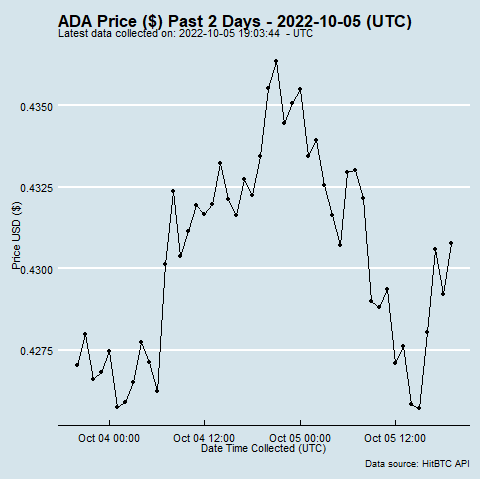 ADA Price ($) Past 2 Days - 2022-10-05 (UTC)
Latest data collected on: 2022-10-05 19:03:44 - UTC
0.4350
0.4325
0.4300
0.4275
Price USD ($)
Oct 04 00:00 Oct 04 12:00 Oct 05 00:00 Oct 05 12:00
Date Time Collected (UTC)
Data source: HitBTC API